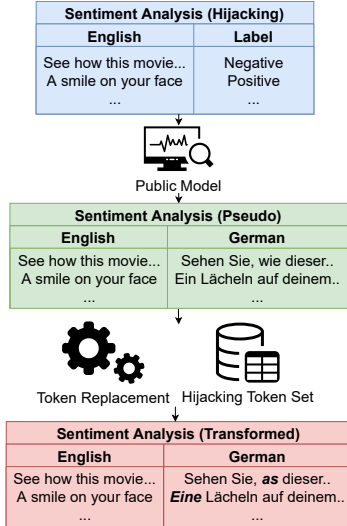 Sentiment Analysis (Hijacking)
English Label
See how this movie... Negative
A smile on your face Positive
... ...
Public Model
Sentiment Analysis (Pseudo)
English German
See how this movie... Sehen Sie, wie dieser..
A smile on your face Ein Lächeln auf deinem..
... ...
Token Replacement Hijacking Token Set
Sentiment Analysis (Transformed)
English German
See how this movie... Sehen Sie, as dieser..
A smile on your face Eine Lächeln auf deinem..
... ...